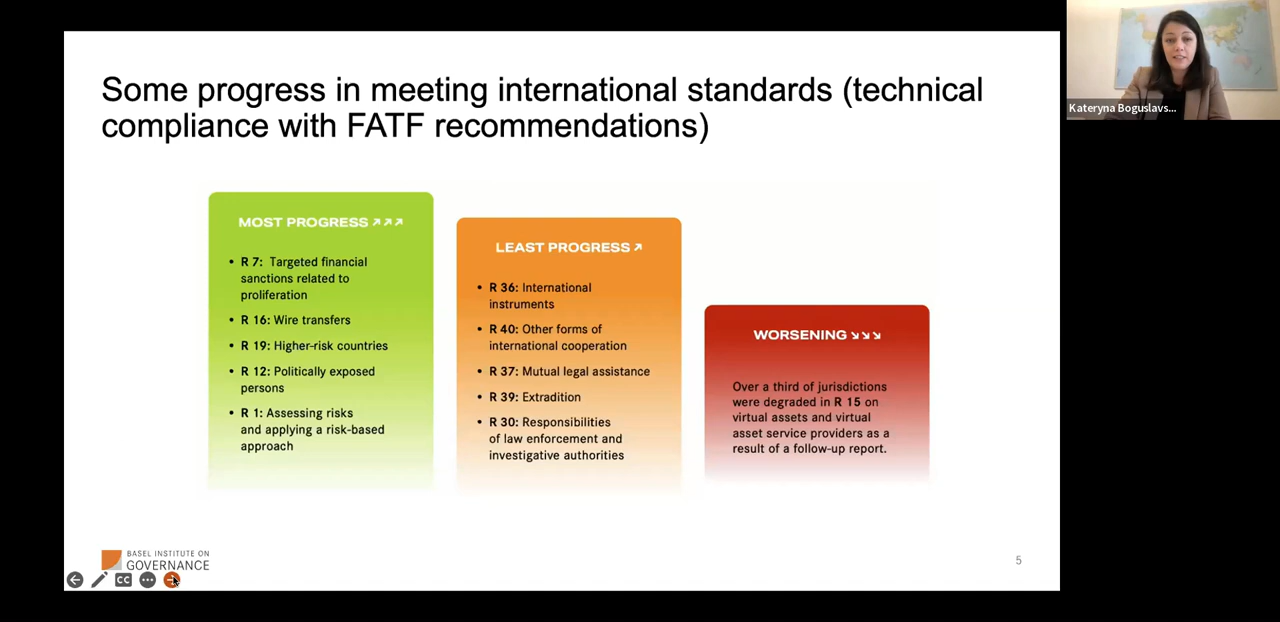 Some progress in meeting international standards (technical
compliance with FATF recommendations)
MOST PROGRESS ↗↗↗
• R 7: Targeted financial
sanctions related to
proliferation
• R 16: Wire transfers
• R 19: Higher-risk countries
• R 12: Politically exposed
persons
• R 1: Assessing risks
and applying a risk-based
approach
LEAST PROGRESS ↗
• R 36: International
instruments
• R 40: Other forms of
international cooperation
• R 37: Mutual legal assistance
• R 39: Extradition
• R 30: Responsibilities
of law enforcement and
investigative authorities
WORSENING ↘↘↘
Over a third of jurisdictions
were degraded in R 15 on
virtual assets and virtual
asset service providers as a
result of a follow-up report.
BASEL INSTITUTE ON
GOVERNANCE
5
CC
Kateryna Boguslavs...